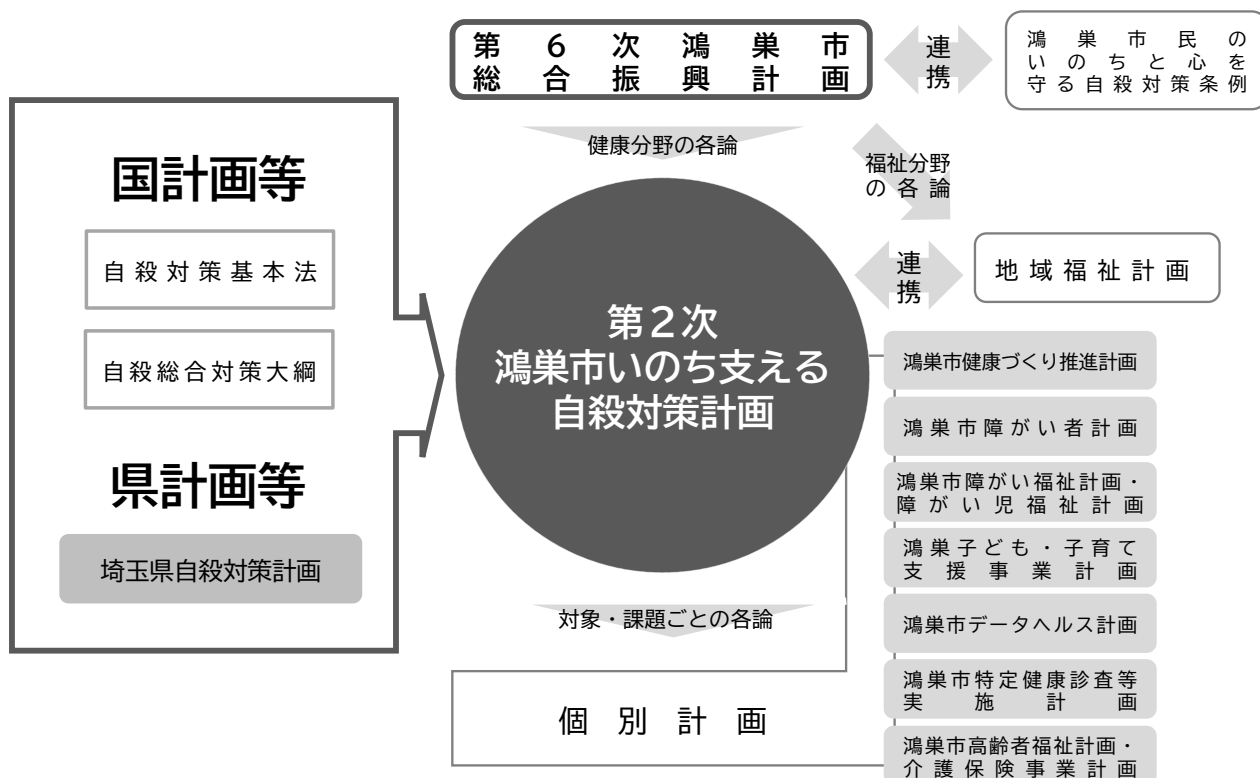 第6次鴻巣市
総合振興計画
連
携
鴻巣市民の
いのちと心を
守る自殺対策条例
健康分野の各論
福祉分野
の各論
国計画等
自殺対策基本法
自殺総合対策大綱
県計画等
埼玉県自殺対策計画
第2次
鴻巣市いのち支える
自殺対策計画
連
携
地域福祉計画
鴻巣市健康づくり推進計画
鴻巣市障がい者計画
鴻巣市障がい福祉計画・
障がい児福祉計画
鴻巣子ども・子育て
支援事業計画
鴻巣市データヘルス計画
鴻巣市特定健康診査等
実施計画
鴻巣市高齢者福祉計画・
介護保険事業計画
対象・課題ごとの各論
個別計画